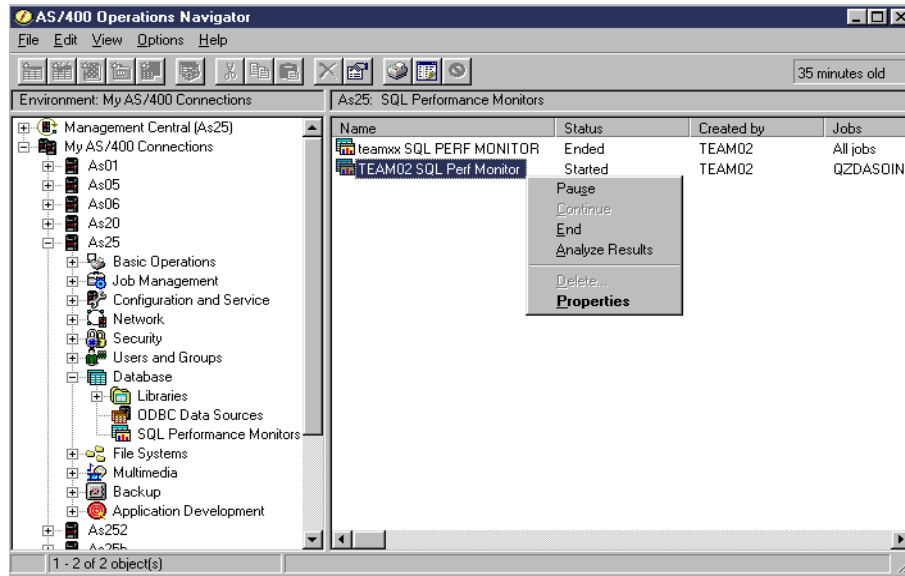 AS/400 Operations Navigator
File Edit View Options Help
35 minutes old
Environment: My AS/400 Connections
As25: SQL Performance Monitors
Management Central (As25)
My AS/400 Connections
As01
As05
As06
As20
As25
Basic Operations
Job Management
Configuration and Service
Network
Security
Users and Groups
Database
Libraries
ODBC Data Sources
SQL Performance Monitors
File Systems
Multimedia
Backup
Application Development
As252
As25b
Name Status Created by Jobs
teamxx SQL PERF MONITOR Ended TEAM02 All jobs
TEAM02 SQL Perf Monitor Started TEAM02 QZDASOIN
Pause
Continue
End
Analyze Results
Delete...
Properties
1 - 2 of 2 object(s)